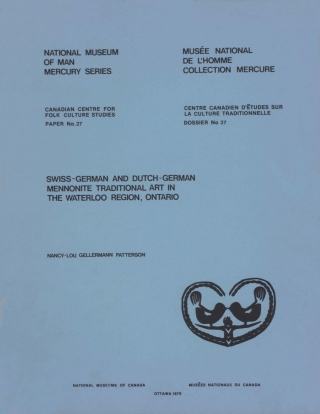 NATIONAL MUSEUM
OF MAN
MERCURY SERIES
MUSÉE NATIONAL
DE L'HOMME
COLLECTION MERCURE
CANADIAN CENTRE FOR
FOLK CULTURE STUDIES
PAPER No.27
CENTRE CANADIEN D'ÉTUDES SUR
LA CULTURE TRADITIONNELLE
DOSSIER No 27
SWISS-GERMAN AND DUTCH-GERMAN
MENNONITE TRADITIONAL ART IN
THE WATERLOO REGION, ONTARIO
NANCY-LOU GELLERMANN PATTERSON
NATIONAL MUSEUMS OF CANADA
MUSÉES NATIONAUX DU CANADA
OTTAWA 1979